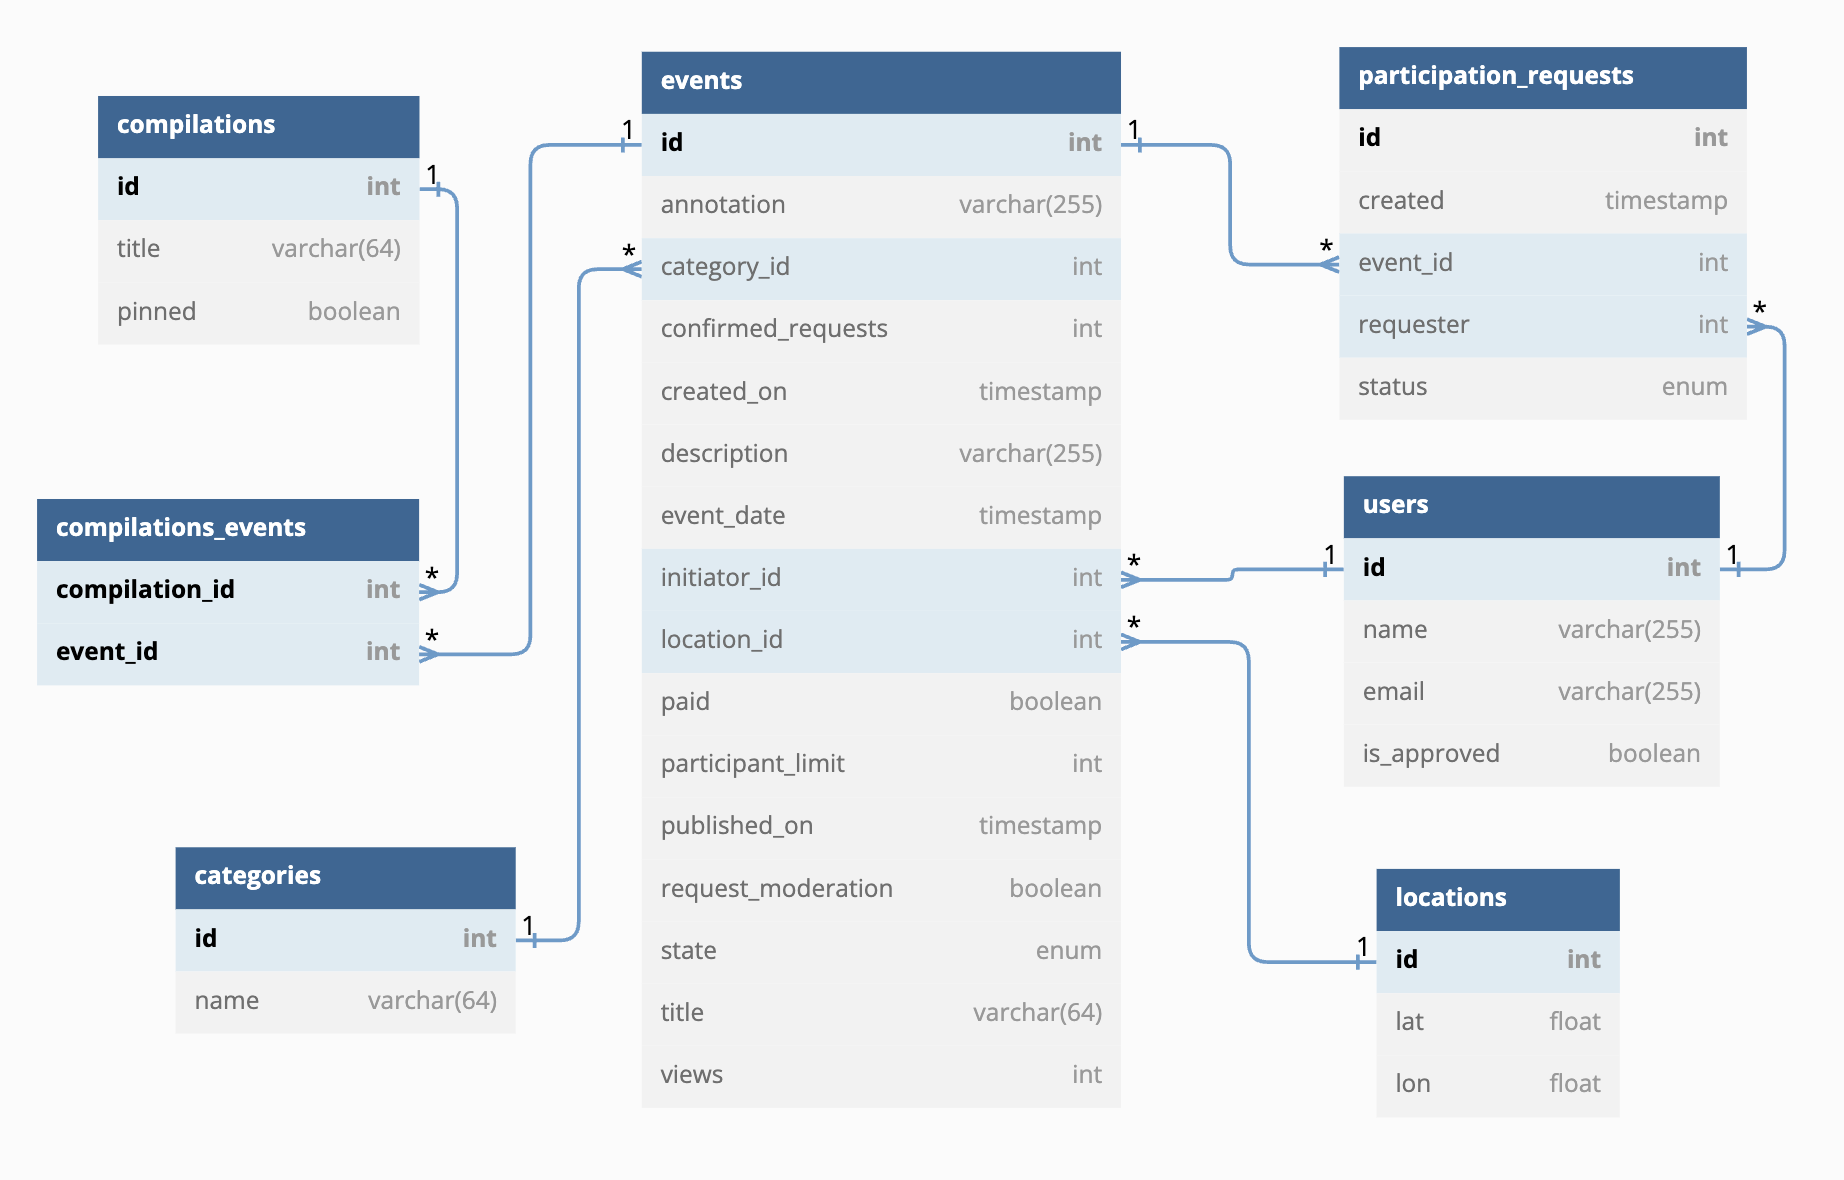 compilations
id int
title varchar(64)
pinned boolean
compilations_events
compilation_id int
event_id int
categories
id int
name varchar(64)
events
id int
annotation varchar(255)
category_id int
confirmed_requests int
created_on timestamp
description varchar(255)
event_date timestamp
initiator_id int
location_id int
paid boolean
participant_limit int
published_on timestamp
request_moderation boolean
state enum
title varchar(64)
views int
participation_requests
id int
created timestamp
event_id int
requester int
status enum
users
id int
name varchar(255)
email varchar(255)
is_approved boolean
locations
id int
lat float
lon float
1
*
1
*
1
*
1
*
1
*
1
*
1
*